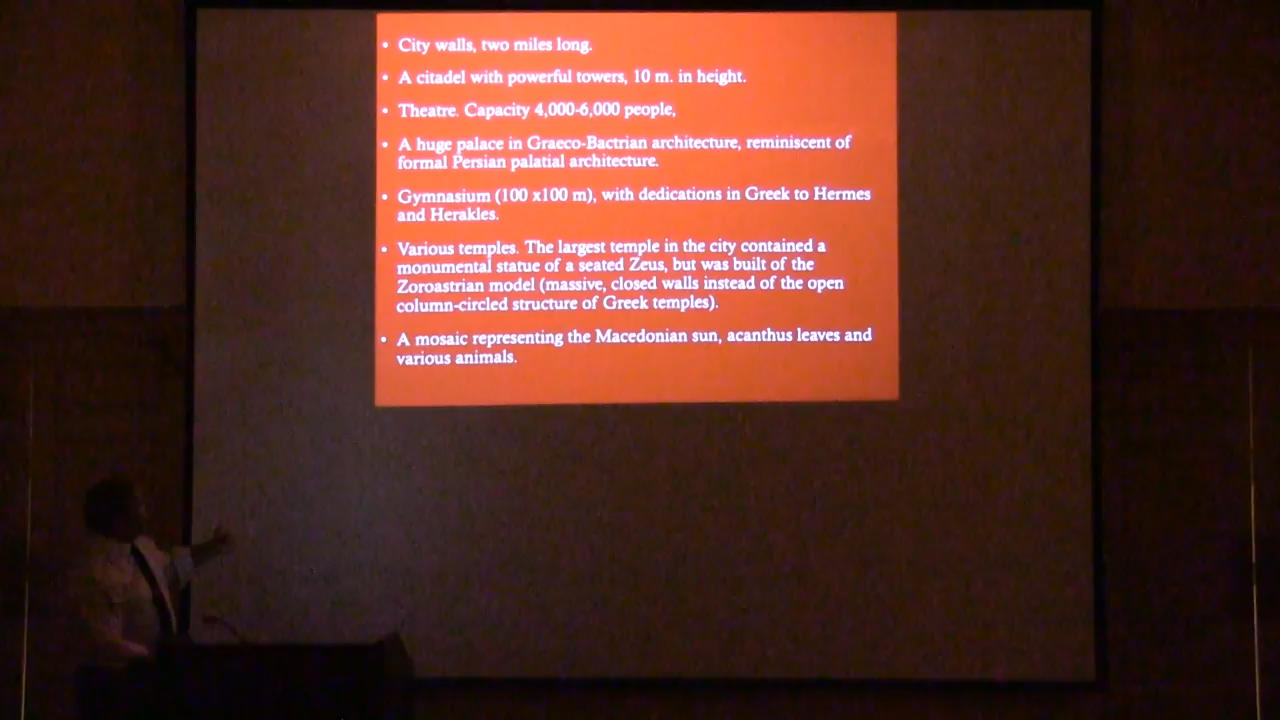 • City walls, two miles long.
• A citadel with powerful towers, 10 m. in height.
• Theatre. Capacity 4,000-6,000 people,
• A huge palace in Graeco-Bactrian architecture, reminiscent of
formal Persian palatial architecture.
• Gymnasium (100 x100 m), with dedications in Greek to Hermes
and Herakles.
• Various temples. The largest temple in the city contained a
monumental statue of a seated Zeus, but was built of the
Zoroastrian model (massive, closed walls instead of the open
column-circled structure of Greek temples).
• A mosaic representing the Macedonian sun, acanthus leaves and
various animals.